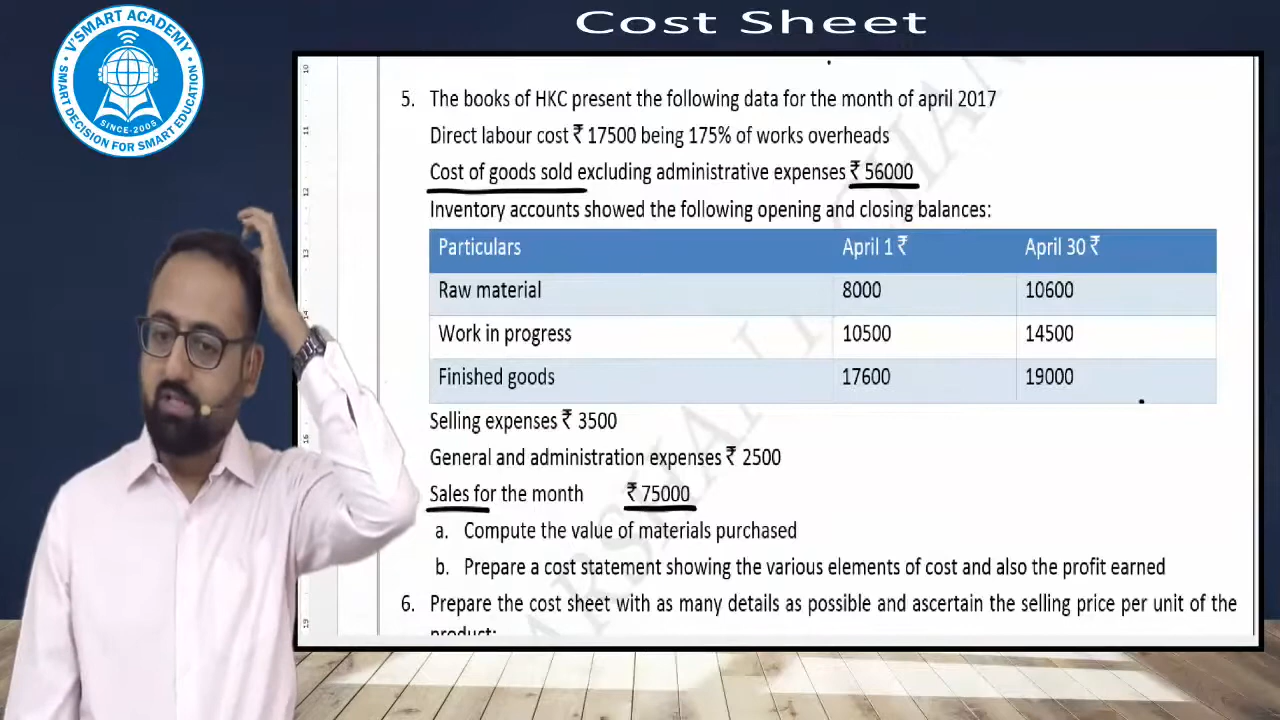 Cost Sheet
V'SMART ACADEMY
SINCE-2005
SMART DECISION FOR SMART EDUCATION
5. The books of HKC present the following data for the month of april 2017
Direct labour cost ₹ 17500 being 175% of works overheads
Cost of goods sold excluding administrative expenses ₹ 56000
Inventory accounts showed the following opening and closing balances:
Particulars April 1 ₹ April 30 ₹
Raw material 8000 10600
Work in progress 10500 14500
Finished goods 17600 19000
Selling expenses ₹ 3500
General and administration expenses ₹ 2500
Sales for the month ₹ 75000
a. Compute the value of materials purchased
b. Prepare a cost statement showing the various elements of cost and also the profit earned
6. Prepare the cost sheet with as many details as possible and ascertain the selling price per unit of the
product: